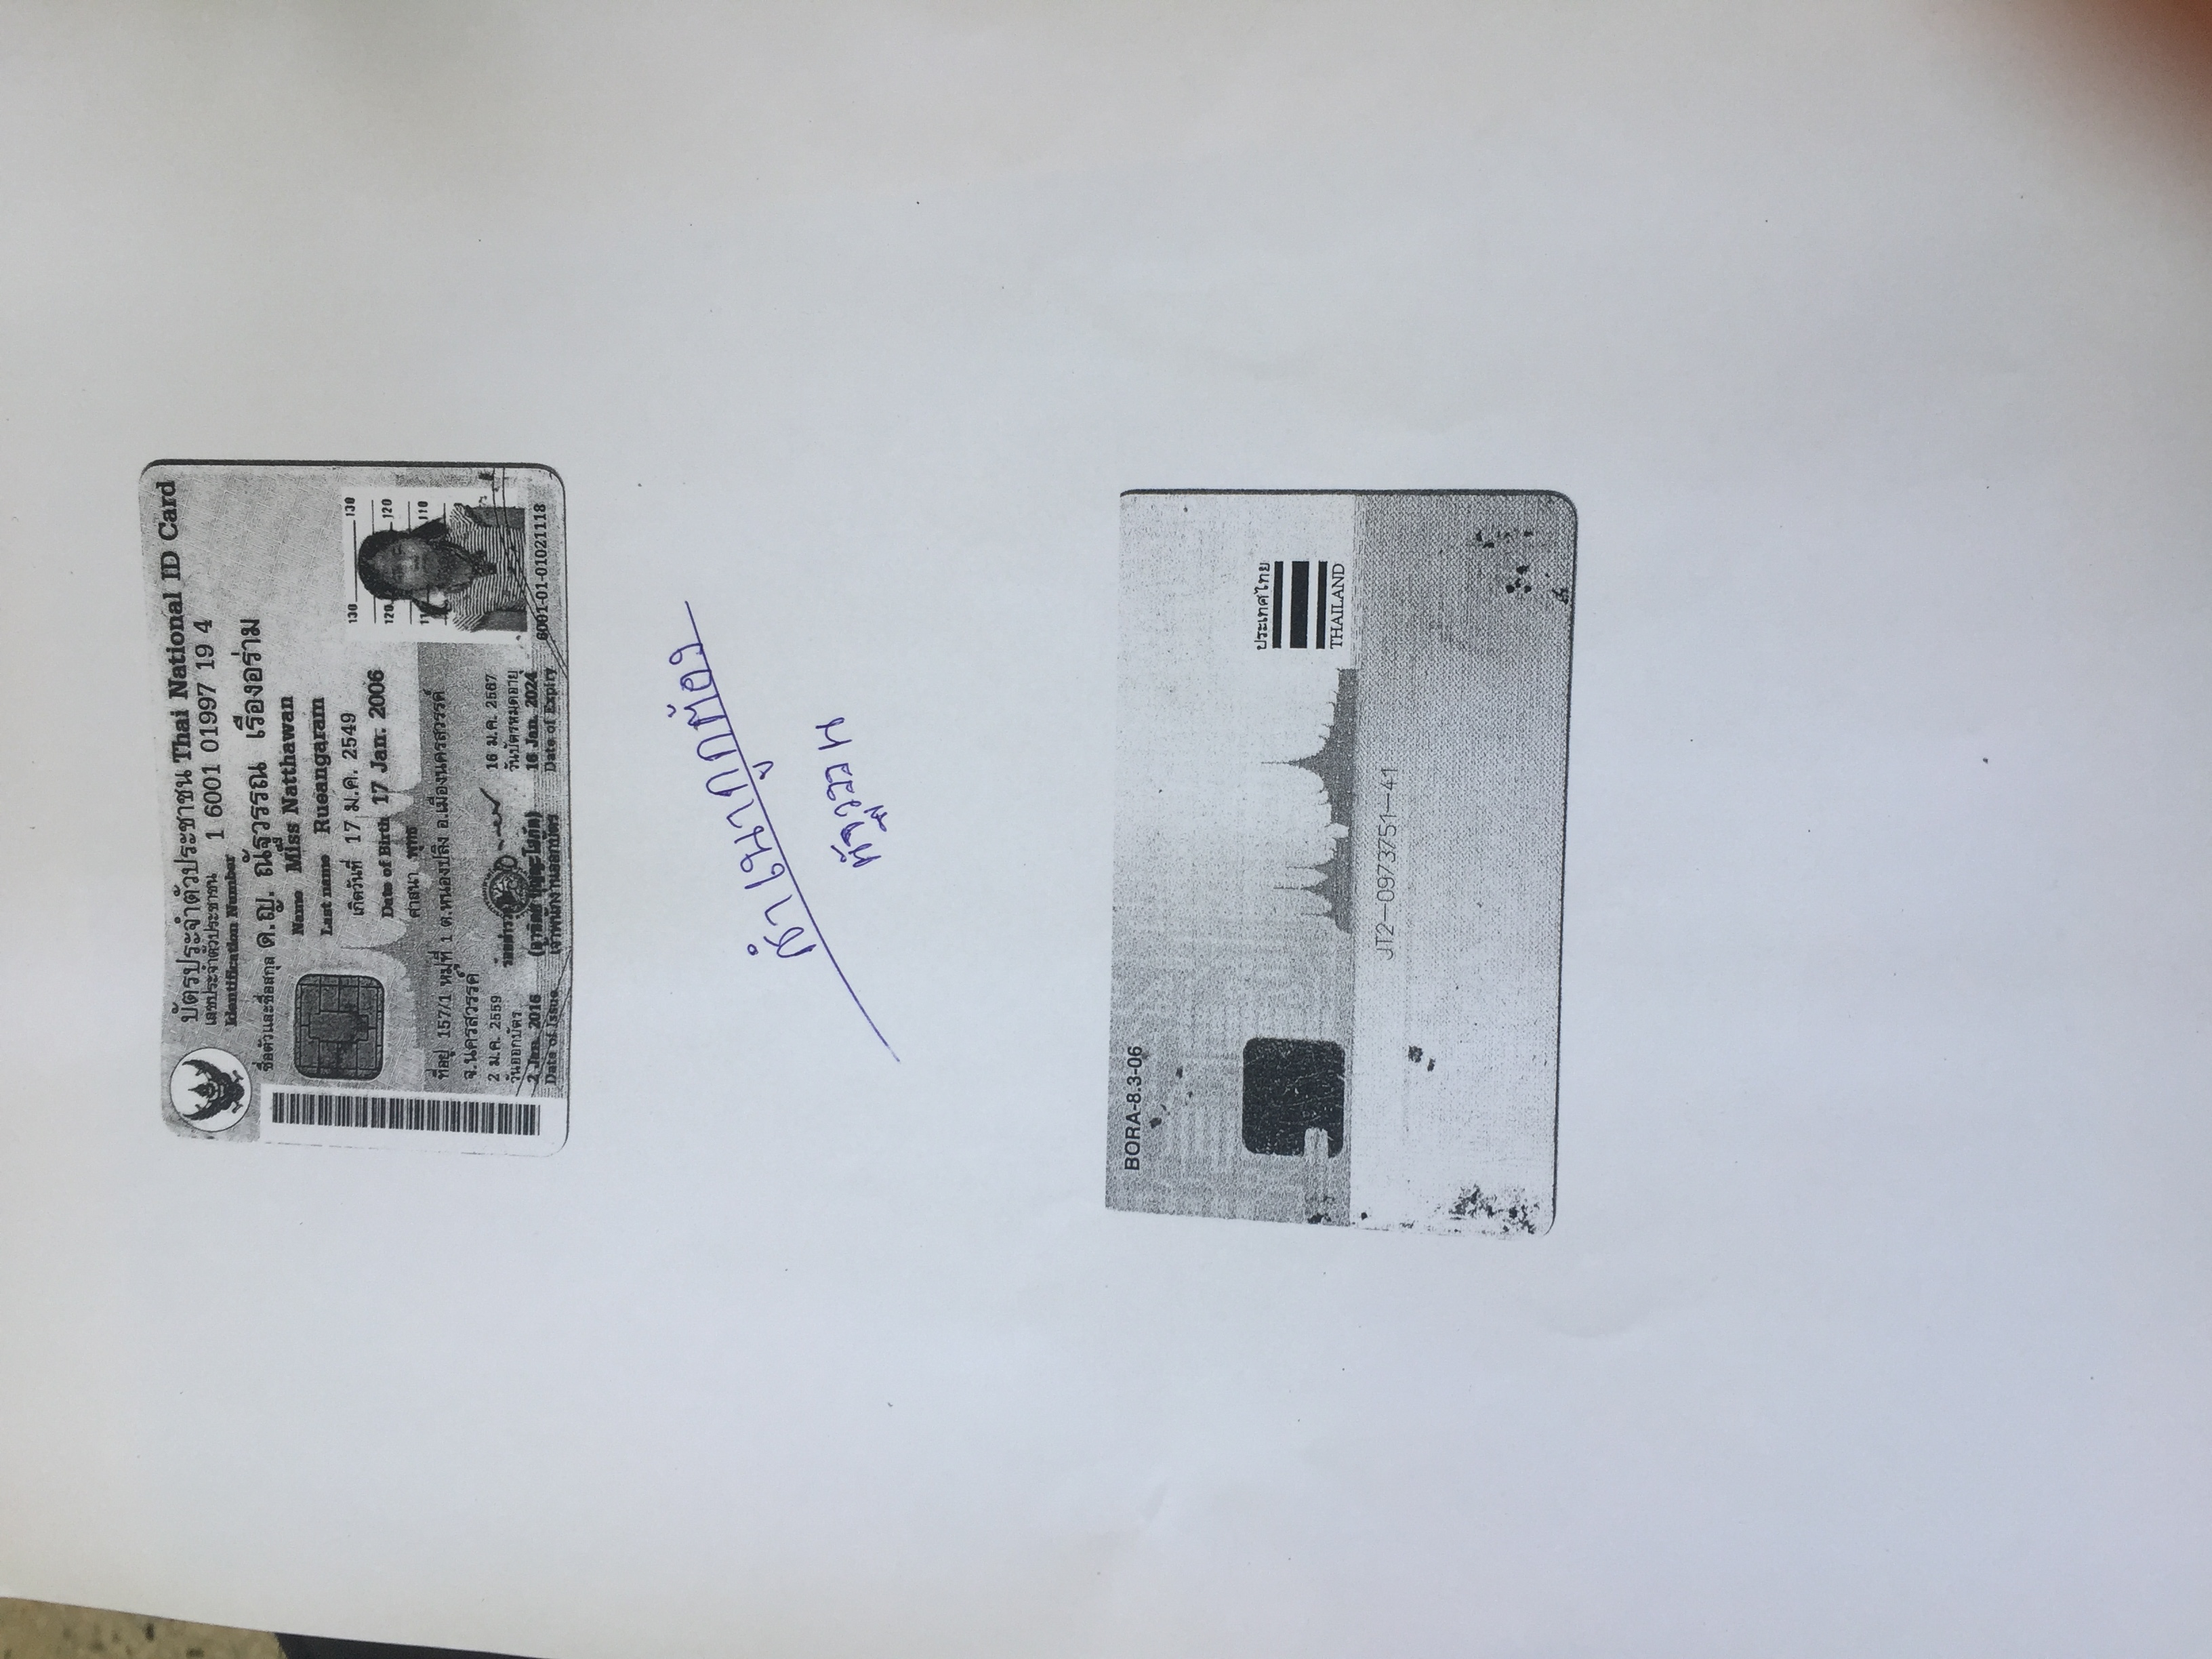 บัตรประจำตัวประชาชน Thai National ID Card
เลขประจำตัวประชาชน 1 6001 01997 19 4
Identification Number
ชื่อตัวและชื่อสกุล ด.ญ. ณัฐวรรณ เรืองอร่าม
Name Miss Natthawan
Last name Rueangaram
เกิดวันที่ 17 ม.ค. 2549
Date of Birth 17 Jan. 2006
ศาสนา พุทธ
ที่อยู่ 157/1 หมู่ที่ 1 ต.หนองปลิง อ.เมืองนครสวรรค์
จ.นครสวรรค์
2 ม.ค. 2559
วันออกบัตร
2 Jan. 2016
Date of Issue
เจ้าพนักงานออกบัตร
16 ม.ค. 2567
วันบัตรหมดอายุ
16 Jan. 2024
Date of Expiry
130 130
120 120
110
6001-01-01021118
สำเนาถูกต้อง
BORA-8.3-06
ประเทศไทย
THAILAND
JT2-0973751-41